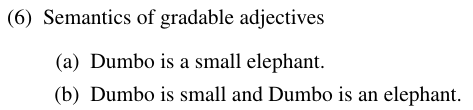 (6) Semantics of gradable adjectives
(a) Dumbo is a small elephant.
(b) Dumbo is small and Dumbo is an elephant.